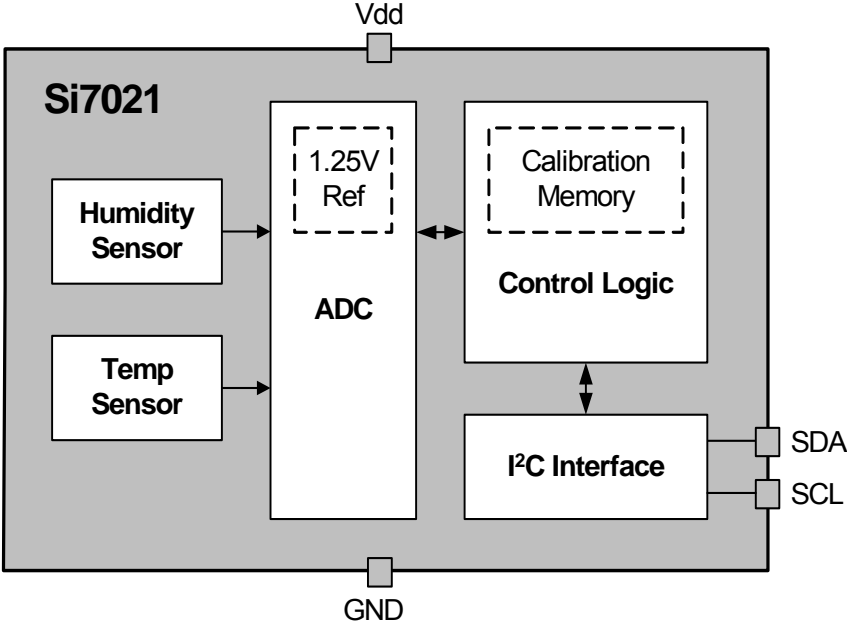 Vdd
Si7021
1.25V
Ref
Calibration
Memory
Humidity
Sensor
ADC
Control Logic
Temp
Sensor
I²C Interface
SDA
SCL
GND